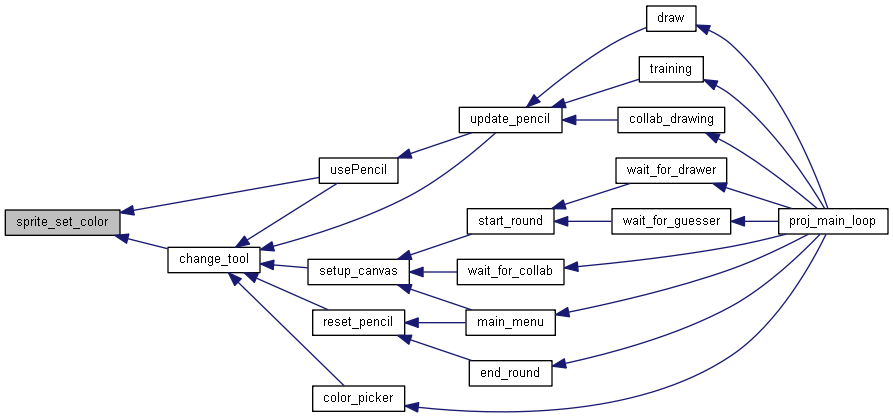 draw
training
update_pencil
collab_drawing
usePencil
wait_for_drawer
sprite_set_color
start_round
wait_for_guesser
proj_main_loop
change_tool
setup_canvas
wait_for_collab
reset_pencil
main_menu
end_round
color_picker